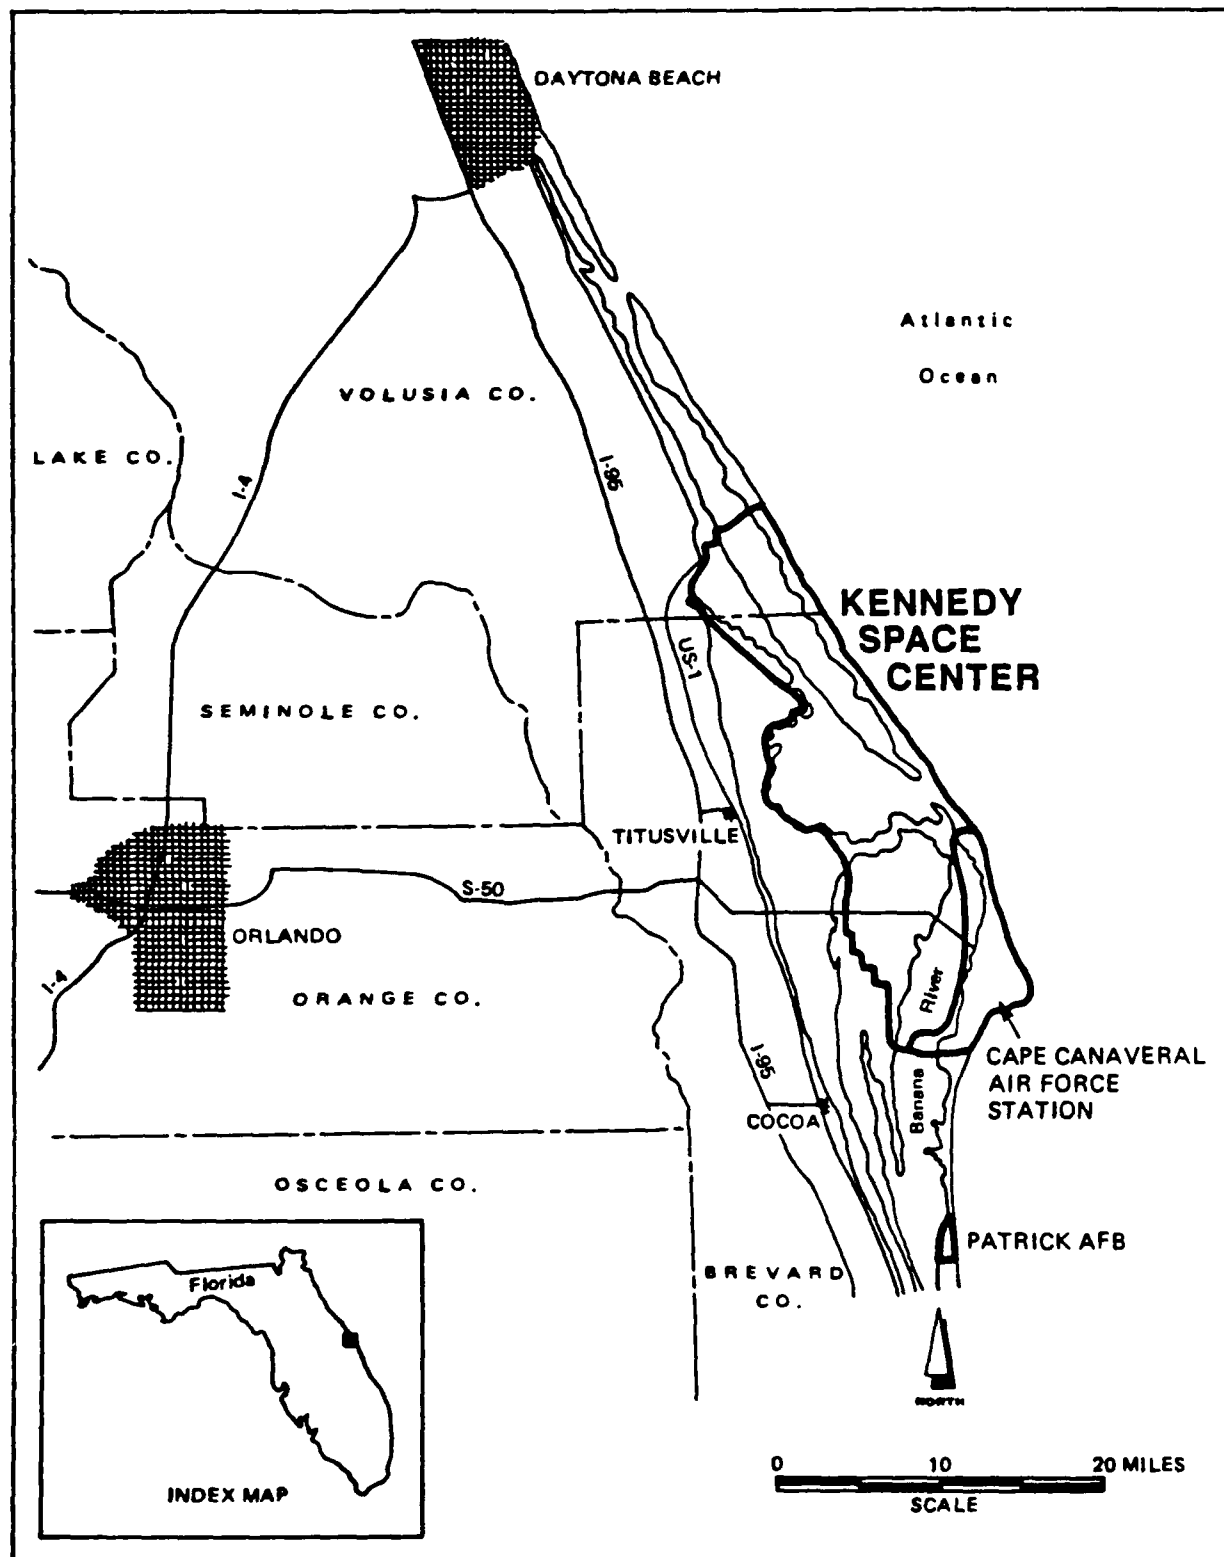 DAYTONA BEACH
Atlantic
Ocean
VOLUSIA CO.
LAKE CO.
I-4
I-95
KENNEDY
SPACE
CENTER
US-1
SEMINOLE CO.
TITUSVILLE
S-50
ORLANDO
I-4
ORANGE CO.
River
I-95
CAPE CANAVERAL
AIR FORCE
STATION
COCOA
Banana
OSCEOLA CO.
PATRICK AFB
BREVARD
CO.
Florida
INDEX MAP
NORTH
0 10 20 MILES
SCALE